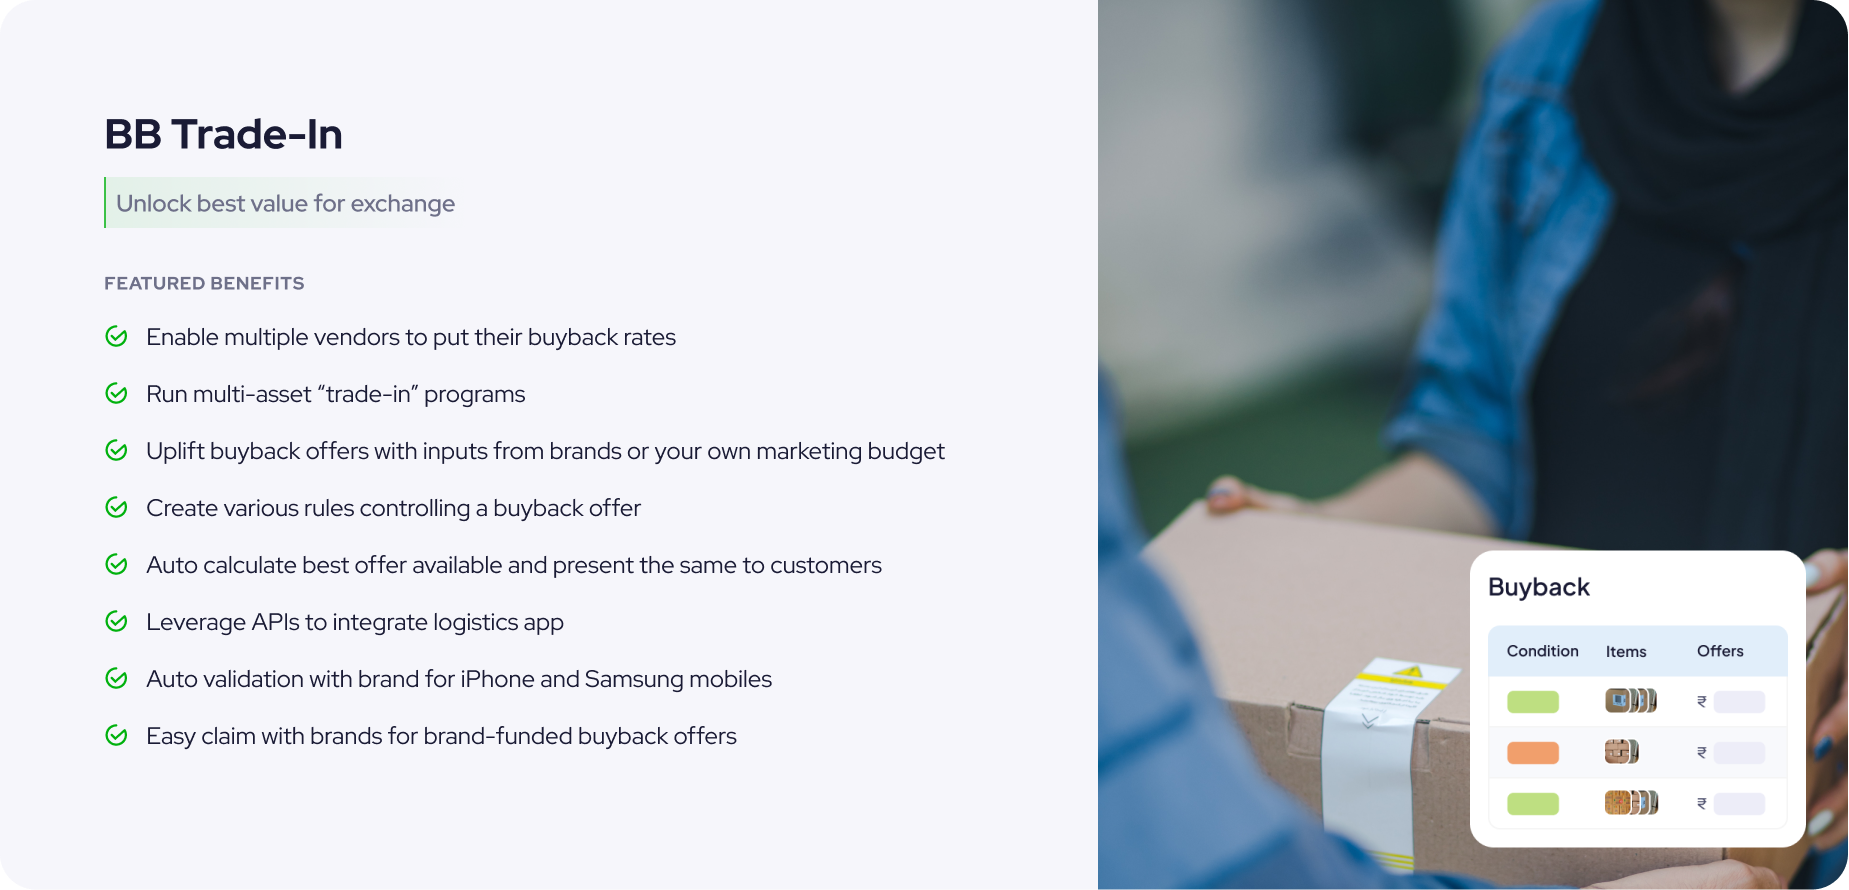 BB Trade-In
Unlock best value for exchange
FEATURED BENEFITS
Enable multiple vendors to put their buyback rates
Run multi-asset “trade-in” programs
Uplift buyback offers with inputs from brands or your own marketing budget
Create various rules controlling a buyback offer
Auto calculate best offer available and present the same to customers
Leverage APIs to integrate logistics app
Auto validation with brand for iPhone and Samsung mobiles
Easy claim with brands for brand-funded buyback offers
Buyback
Condition Items Offers
₹
₹
₹